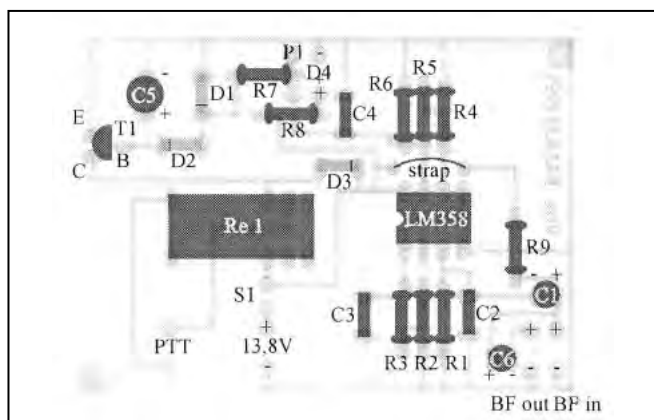 P1 -
R5
R6
D4
D1
R7
C5 -
+
+
C4
R4
E
T1
R8
B
D2
C
D3
strap
Re 1
LM358
R9
- +
S1
C3
C2
C1
PTT
+
13,8V
-
+ +
R3 R2 R1
C6
+ - - -
BF out BF in